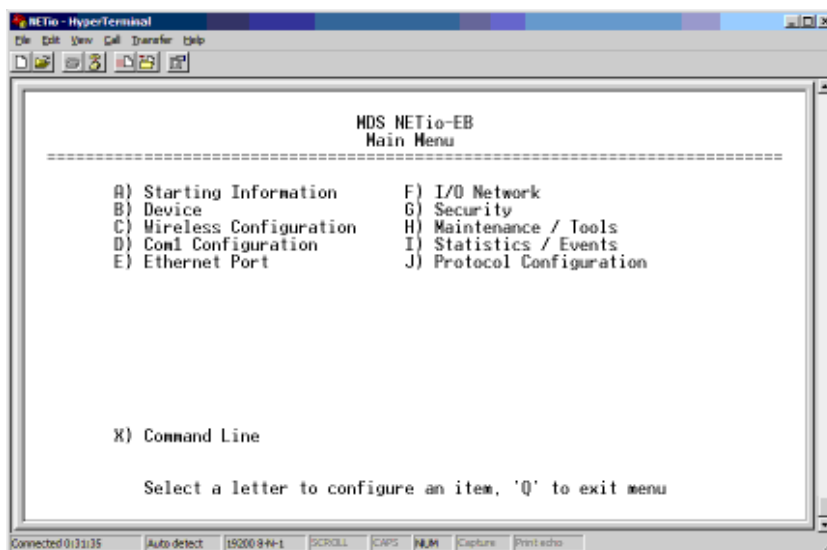 NETio - HyperTerminal
File Edit View Call Transfer Help
MDS NETio-EB
Main Menu
A) Starting Information F) I/O Network
B) Device G) Security
C) Wireless Configuration H) Maintenance / Tools
D) Com1 Configuration I) Statistics / Events
E) Ethernet Port J) Protocol Configuration
X) Command Line
Select a letter to configure an item, 'Q' to exit menu
Connected 0:31:35 Auto detect 19200 8-N-1 SCROLL CAPS NUM Capture Print echo